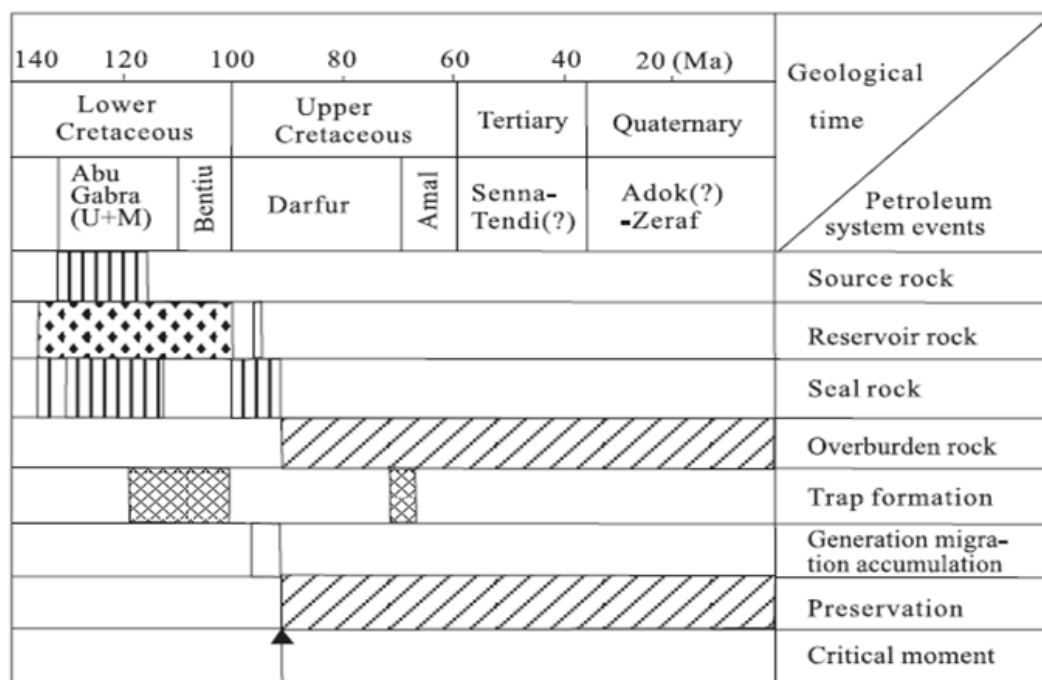 140 120 100 80 60 40 20 (Ma)
Geological
time
Petroleum
system events
Lower
Cretaceous
Upper
Cretaceous
Tertiary
Quaternary
Abu
Gabra
(U+M)
Bentiu
Darfur
Amal
Senna-
Tendi(?)
Adok(?)
-Zeraf
Source rock
Reservoir rock
Seal rock
Overburden rock
Trap formation
Generation migra-
tion accumulation
Preservation
Critical moment